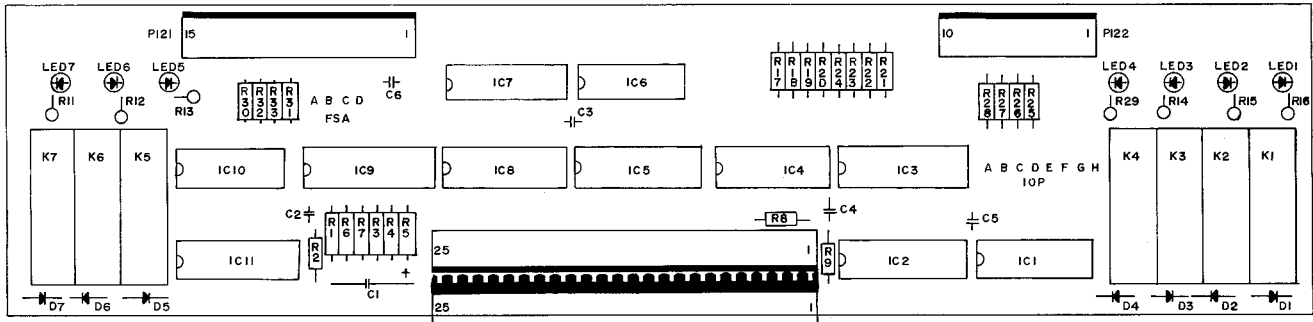 P121 15 1 10 1 P122
LED7 LED6 LED5 LED4 LED3 LED2 LED1
R11 R12 R13 R29 R14 R15 R16
R30 R32 R33 R31
A B C D
FSA
C6
IC7 IC6
C3
R17 R18 R19 R20 R24 R23 R22 R21
R28 R27 R26 R25
K7 K6 K5
IC10 IC9 IC8 IC5 IC4 IC3
A B C D E F G H
IOP
K4 K3 K2 K1
C2
R1 R6 R7 R3 R4 R5
R8
C4
C5
R2
IC11
+
C1
25 1
R9
IC2 IC1
25 1
D7 D6 D5
D4 D3 D2 D1